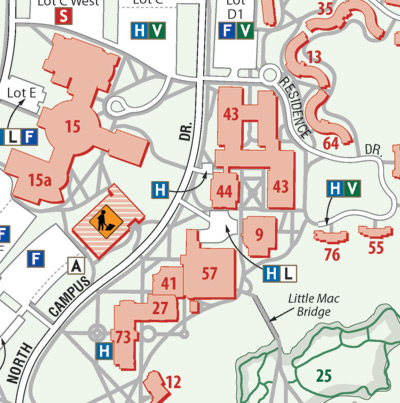 Lot C West
S
Lot C
H V
Lot
D1
F V
35
13
Lot E
L F
15
15a
43
RESIDENCE
DR.
64
DR.
H
44
43
H V
9
76
55
F
F
A
57
H L
41
27
73
H
NORTH CAMPUS DR.
Little Mac
Bridge
12
25